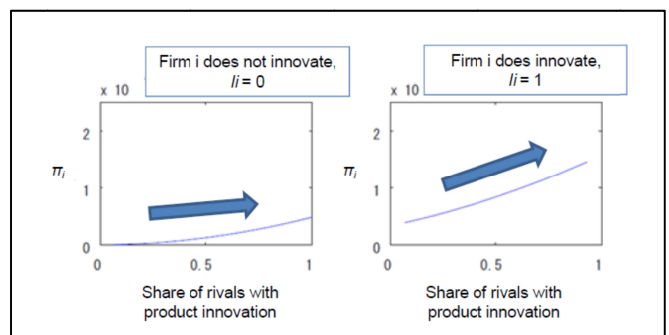 Firm i does not innovate,
Ii = 0
x 10
2
1
0
πi
0
0.5
1
Share of rivals with
product innovation
Firm i does innovate,
Ii = 1
x 10
2
1
0
πi
0
0.5
1
Share of rivals with
product innovation